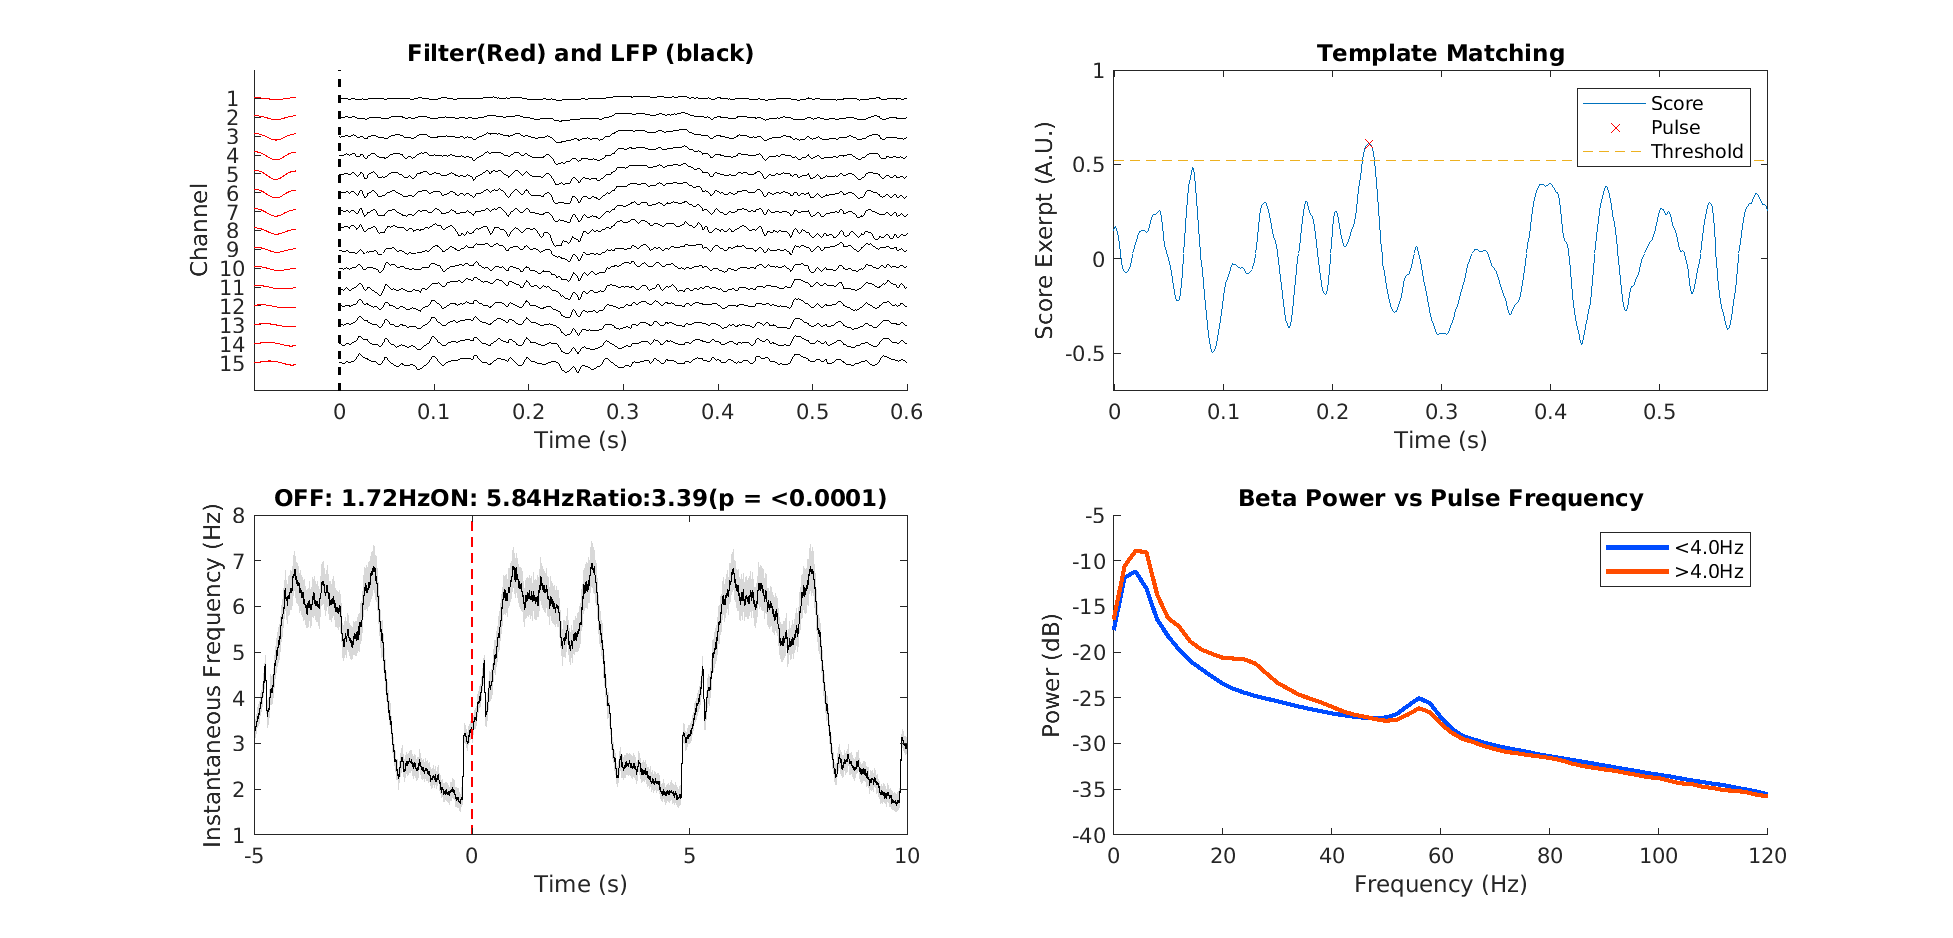 Filter(Red) and LFP (black)
Channel
1
2
3
4
5
6
7
8
9
10
11
12
13
14
15
0 0.1 0.2 0.3 0.4 0.5 0.6
Time (s)
Template Matching
Score Exerpt (A.U.)
1
0.5
0
-0.5
Score
Pulse
Threshold
0 0.1 0.2 0.3 0.4 0.5
Time (s)
OFF: 1.72HzON: 5.84HzRatio:3.39(p = <0.0001)
Instantaneous Frequency (Hz)
8
7
6
5
4
3
2
1
-5 0 5 10
Time (s)
Beta Power vs Pulse Frequency
Power (dB)
-5
-10
-15
-20
-25
-30
-35
-40
<4.0Hz
>4.0Hz
0 20 40 60 80 100 120
Frequency (Hz)